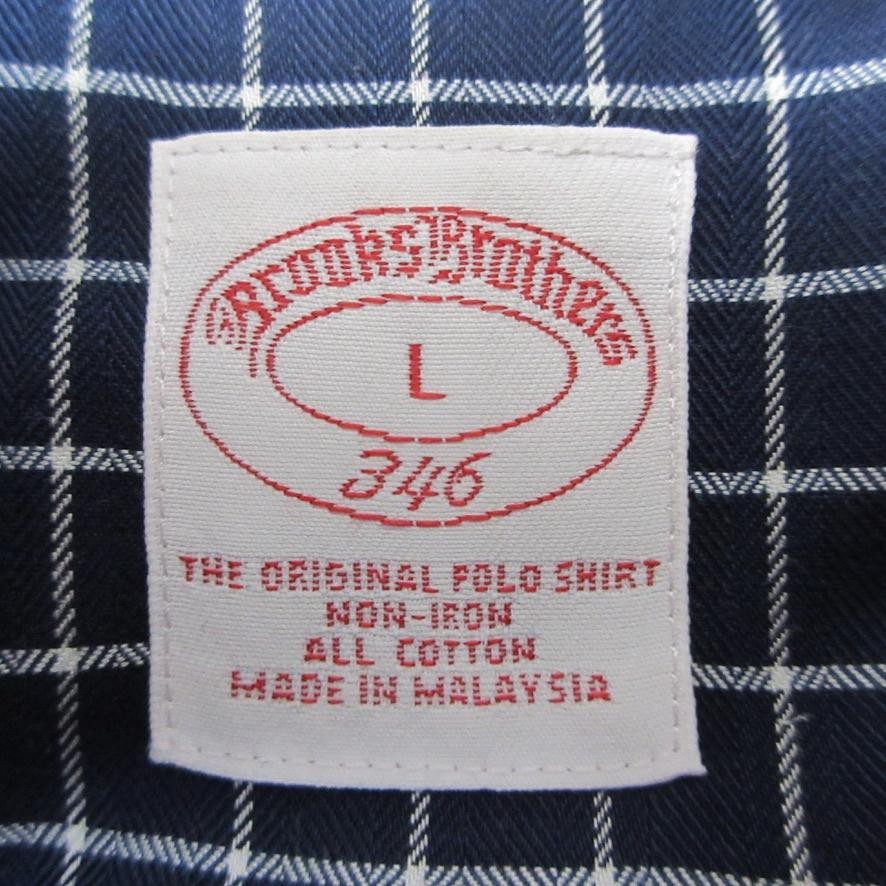 Brooks Brothers
L
346
THE ORIGINAL POLO SHIRT
NON-IRON
ALL COTTON
MADE IN MALAYSIA